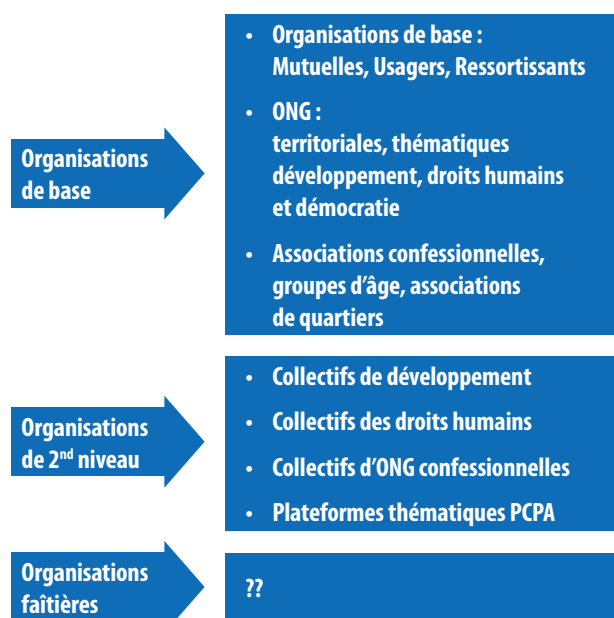 Organisations
de base
• Organisations de base :
Mutuelles, Usagers, Ressortissants
• ONG :
territoriales, thématiques
développement, droits humains
et démocratie
• Associations confessionnelles,
groupes d’âge, associations
de quartiers
Organisations
de 2nd niveau
• Collectifs de développement
• Collectifs des droits humains
• Collectifs d’ONG confessionnelles
• Plateformes thématiques PCPA
Organisations
faîtières
??